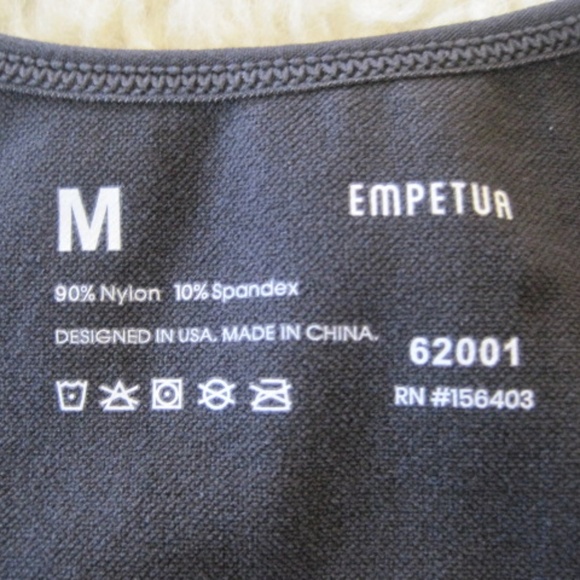 M
EMPETUA
90% Nylon 10% Spandex
DESIGNED IN USA. MADE IN CHINA.
62001
RN #156403